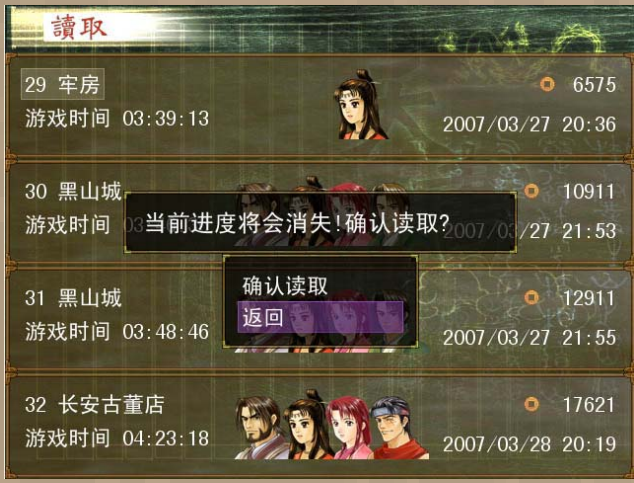 讀取
29 牢房
6575
游戏时间 03:39:13
2007/03/27 20:36
30 黑山城
10911
游戏时间
/27 21:53
当前进度将会消失!确认读取?
确认读取
返回
31 黑山城
12911
游戏时间 03:48:46
2007/03/27 21:55
32 长安古董店
17621
游戏时间 04:23:18
2007/03/28 20:19